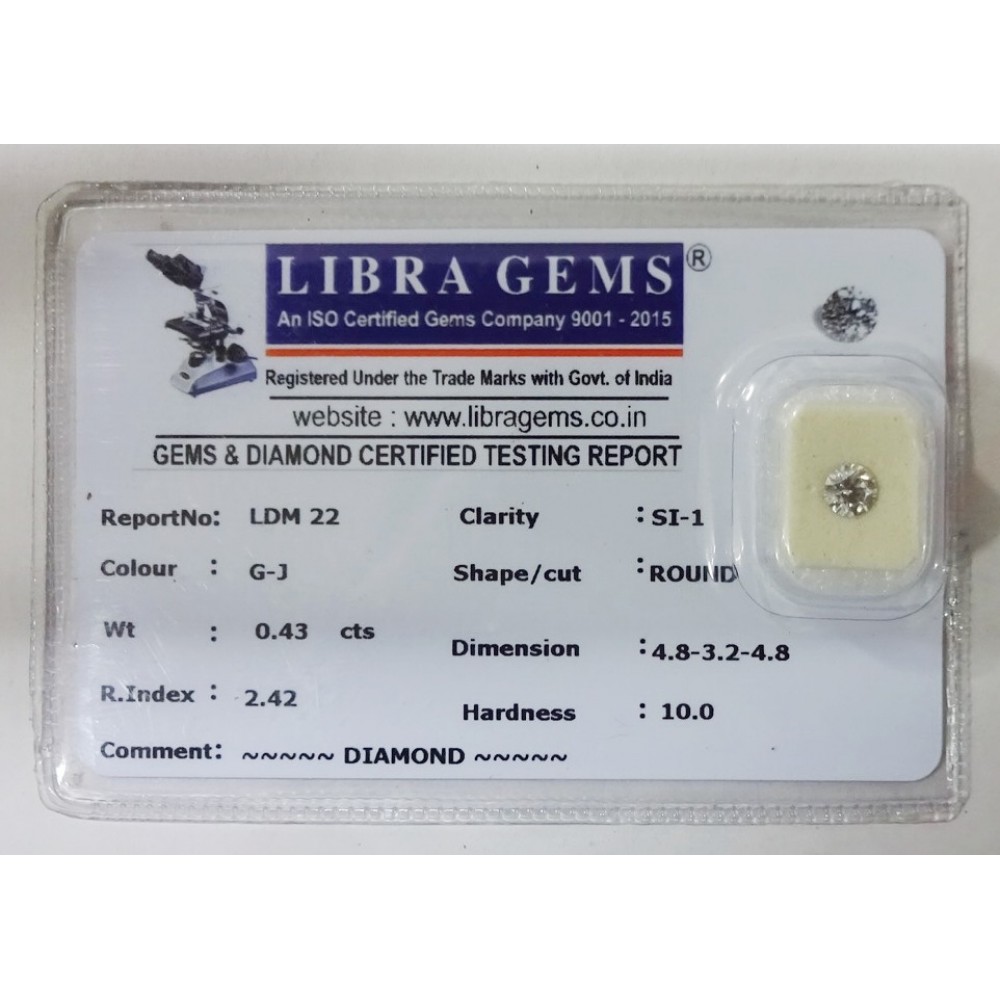 LIBRA GEMS®
An ISO Certified Gems Company 9001 - 2015
Registered Under the Trade Marks with Govt. of India
website : www.libragems.co.in
GEMS & DIAMOND CERTIFIED TESTING REPORT
ReportNo: LDM 22 Clarity : SI-1
Colour : G-J Shape/cut : ROUND
Wt : 0.43 cts Dimension : 4.8-3.2-4.8
R.Index : 2.42 Hardness : 10.0
Comment: ~~~~~ DIAMOND ~~~~~